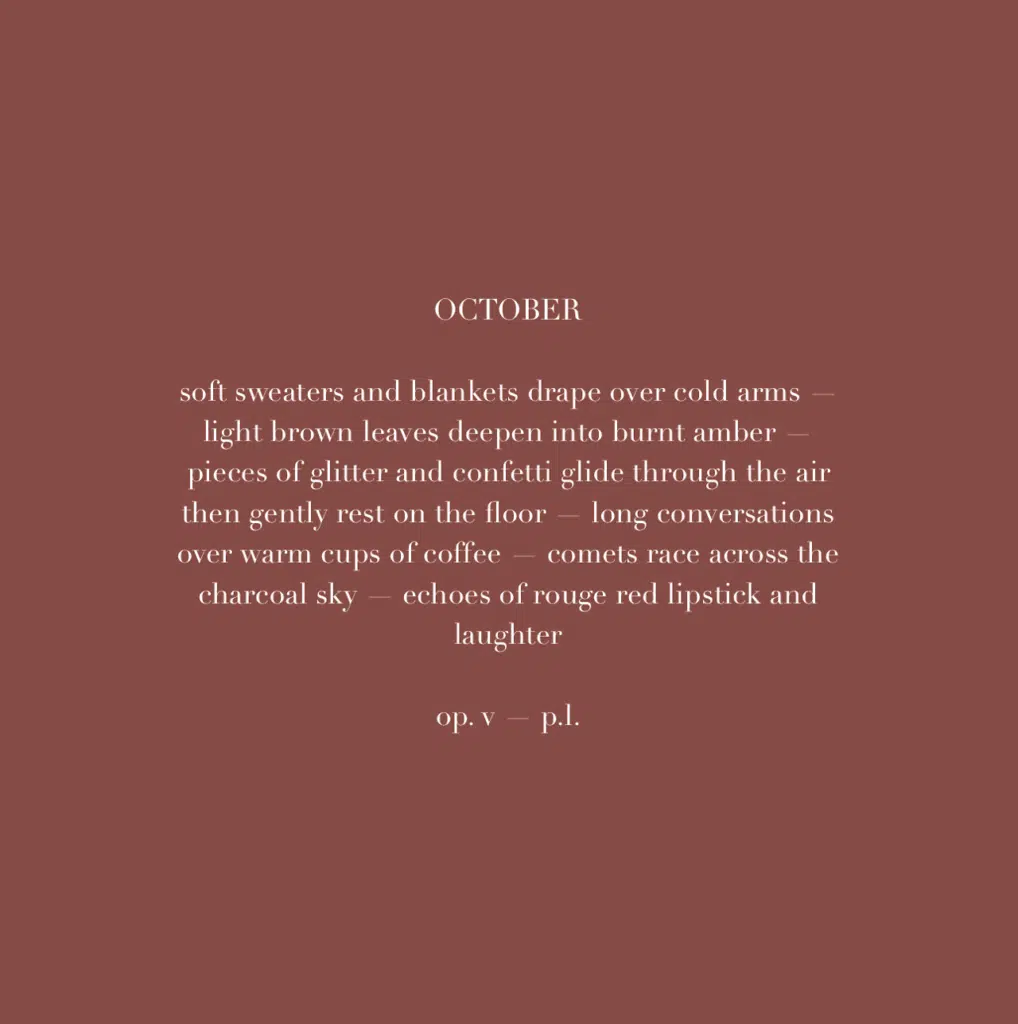 OCTOBER
soft sweaters and blankets drape over cold arms —
light brown leaves deepen into burnt amber —
pieces of glitter and confetti glide through the air
then gently rest on the floor — long conversations
over warm cups of coffee — comets race across the
charcoal sky — echoes of rouge red lipstick and
laughter
op. v — p.l.